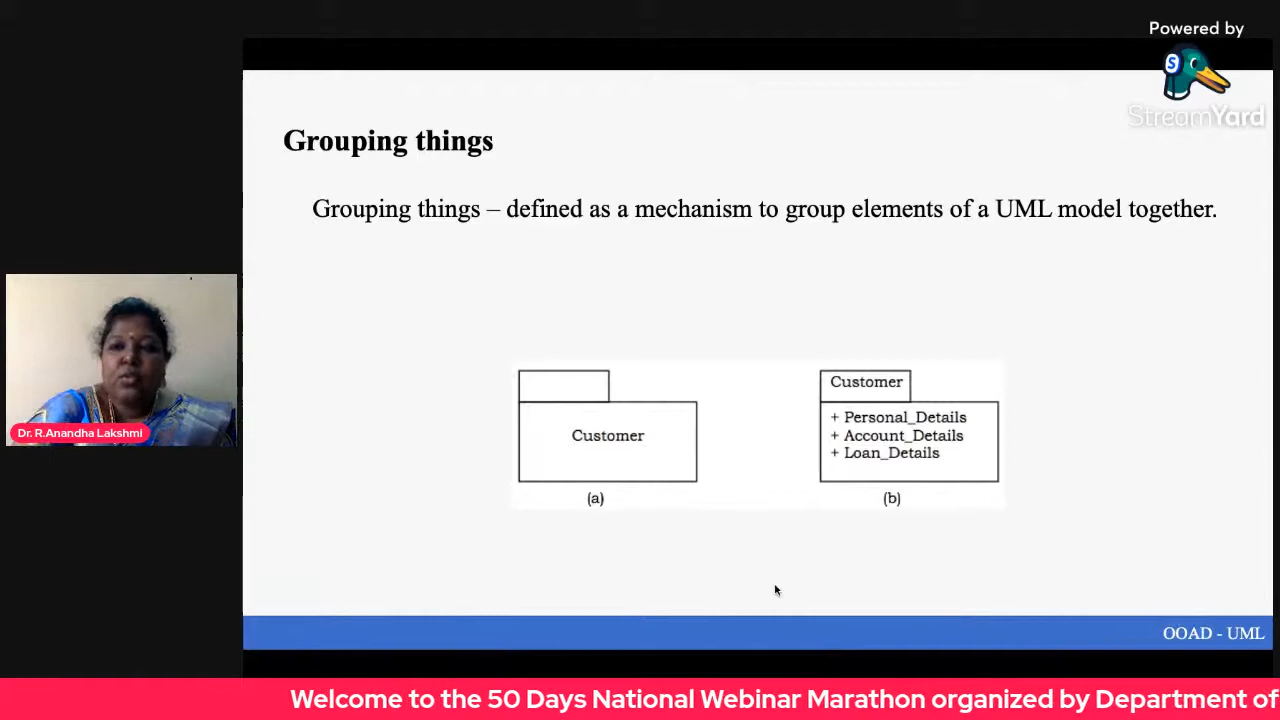 Powered by
StreamYard
Grouping things
Grouping things – defined as a mechanism to group elements of a UML model together.
Customer
(a)
Customer
+ Personal_Details
+ Account_Details
+ Loan_Details
(b)
Dr. R.Anandha Lakshmi
OOAD - UML
Welcome to the 50 Days National Webinar Marathon organized by Department of